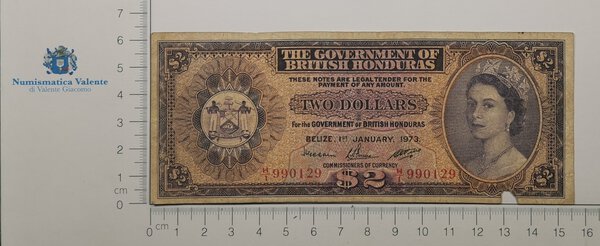 Numismatica Valente
di Valente Giacomo
7
6
5
4
3
2
1
cm
0
THE GOVERNMENT OF
BRITISH HONDURAS
THESE NOTES ARE LEGAL TENDER FOR THE
PAYMENT OF ANY AMOUNT.
$2
$2
TWO DOLLARS
For the GOVERNMENT OF BRITISH HONDURAS
BELIZE, 1ST JANUARY, 1973.
COMMISSIONERS OF CURRENCY
H/1 990129
$2
H/1 990129
0 cm 1 2 3 4 5 6 7 8 9 10 11 12 13 14 15 16